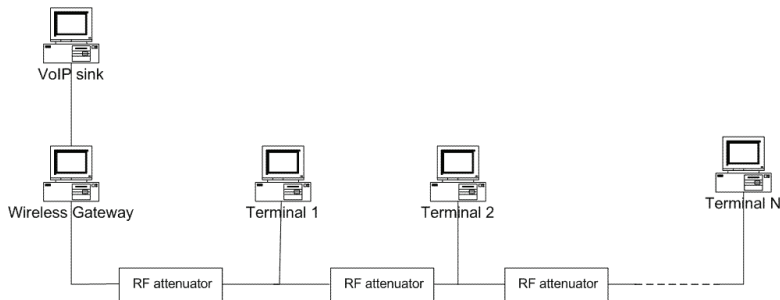 VoIP sink
Wireless Gateway
Terminal 1
Terminal 2
Terminal N
RF attenuator
RF attenuator
RF attenuator